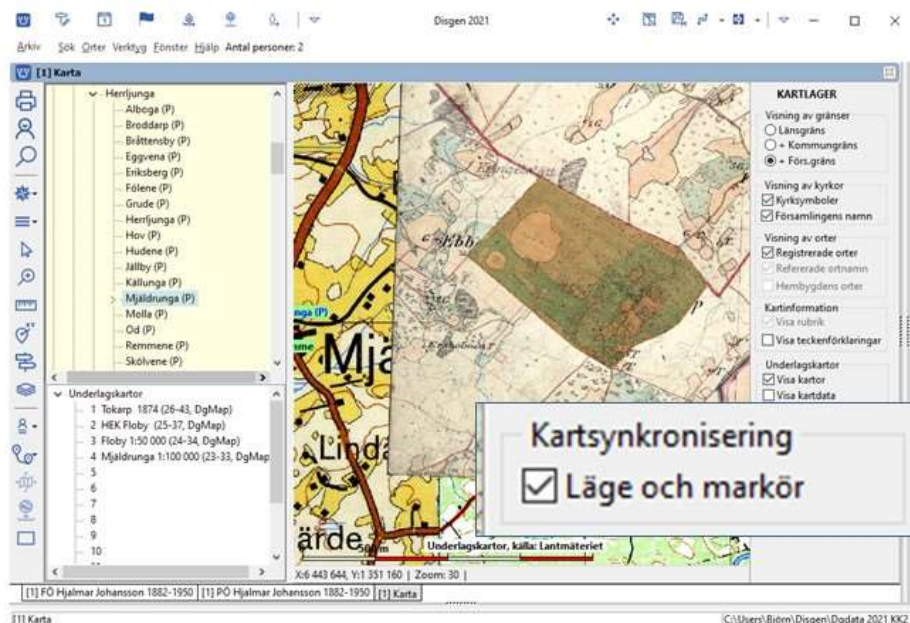 Disgen 2021
Arkiv Sök Orter Verktyg Fönster Hjälp Antal personer: 2
[1] Karta
Herrljunga
Alboga (P)
Broddarp (P)
Bråttensby (P)
Eggvena (P)
Eriksberg (P)
Fölene (P)
Grude (P)
Herrljunga (P)
Hov (P)
Hudene (P)
Jällby (P)
Källunga (P)
Mjäldrunga (P)
Molla (P)
Od (P)
Remmene (P)
Skölvene (P)
Underlagskartor
1 Tokarp 1874 (26-43, DgMap)
2 HEK Floby (25-37, DgMap)
3 Floby 1:50 000 (24-34, DgMap)
4 Mjäldrunga 1:100 000 (23-33, DgMap
5
6
7
8
9
10
Ebb
nga (P)
me
Mjä
Linda
ärde
500 m
Underlagskartor, källa: Lantmäteriet
X:6 443 644, Y:1 351 160 | Zoom: 30 |
KARTLAGER
Visning av gränser
Länsgräns
+ Kommungräns
+ Förs.gräns
Visning av kyrkor
Kyrksymboler
Församlingens namn
Visning av orter
Registrerade orter
Refererade ortnamn
Hembygdens orter
Kartinformation
Visa rubrik
Visa teckenförklaringar
Underlagskartor
Visa kartor
Visa kartdata
Kartsynkronisering
Läge och markör
[1] FÖ Hjalmar Johansson 1882-1950 [1] PÖ Hjalmar Johansson 1882-1950 [1] Karta
[1] Karta
C:\Users\Björn\Disgen\Dgdata 2021 KK2